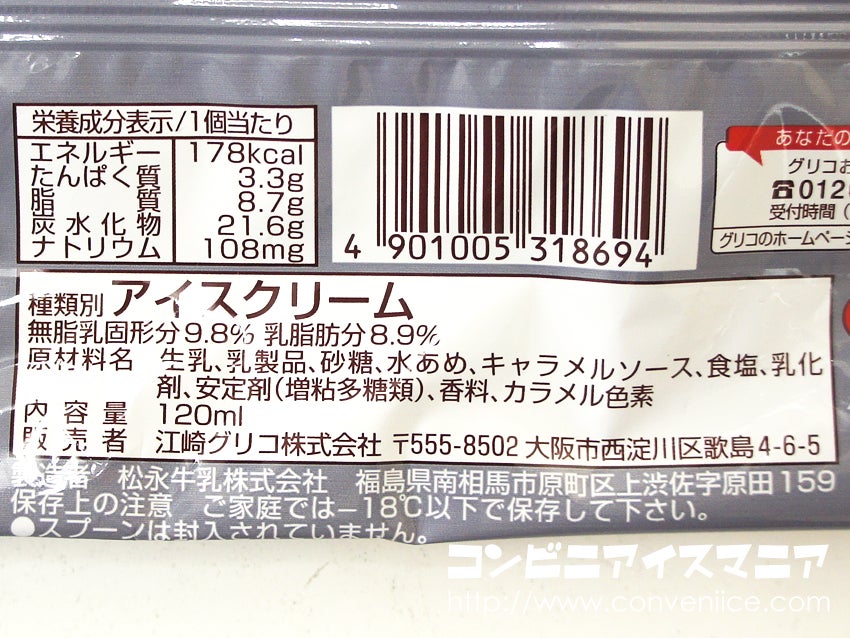 栄養成分表示/1個当たり
エネルギー 178kcal
たんぱく質 3.3g
脂質 8.7g
炭水化物 21.6g
ナトリウム 108mg
4 901005 318694
あなたの
グリコお
☎012
受付時間(
グリコのホームページ
種類別 アイスクリーム
無脂乳固形分9.8% 乳脂肪分8.9%
原材料名 生乳、乳製品、砂糖、水あめ、キャラメルソース、食塩、乳化
剤、安定剤(増粘多糖類)、香料、カラメル色素
内容量 120ml
販売者 江崎グリコ株式会社 〒555-8502 大阪市西淀川区歌島4-6-5
製造者 松永牛乳株式会社 福島県南相馬市原町区上渋佐字原田159
保存上の注意 ご家庭では−18℃以下で保存して下さい。
●スプーンは封入されていません。
コンビニアイスマニア
http://www.conveniice.com